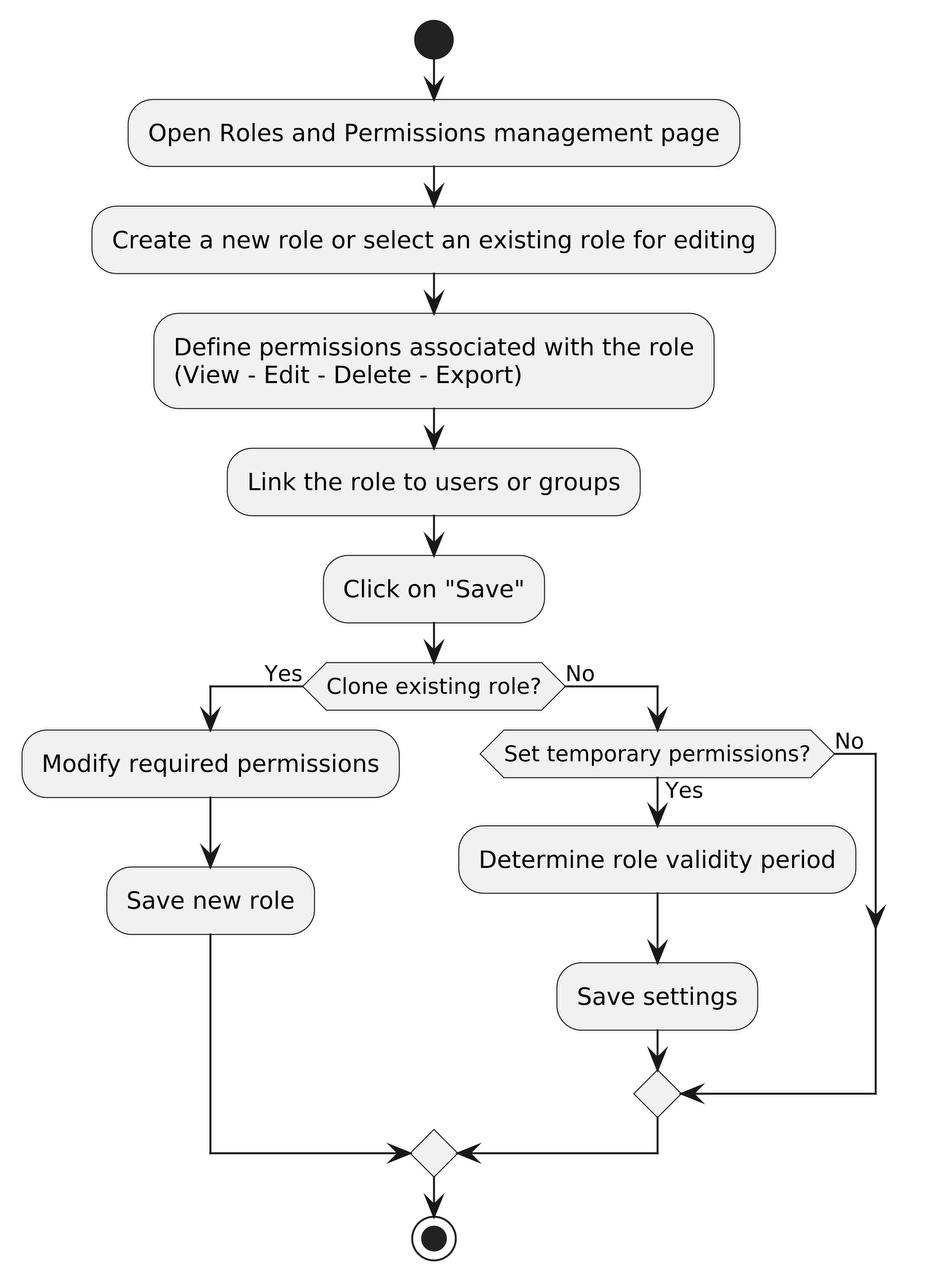 Open Roles and Permissions management page
Create a new role or select an existing role for editing
Define permissions associated with the role
(View - Edit - Delete - Export)
Link the role to users or groups
Click on "Save"
Yes
Clone existing role?
No
Modify required permissions
Save new role
Set temporary permissions?
No
Yes
Determine role validity period
Save settings